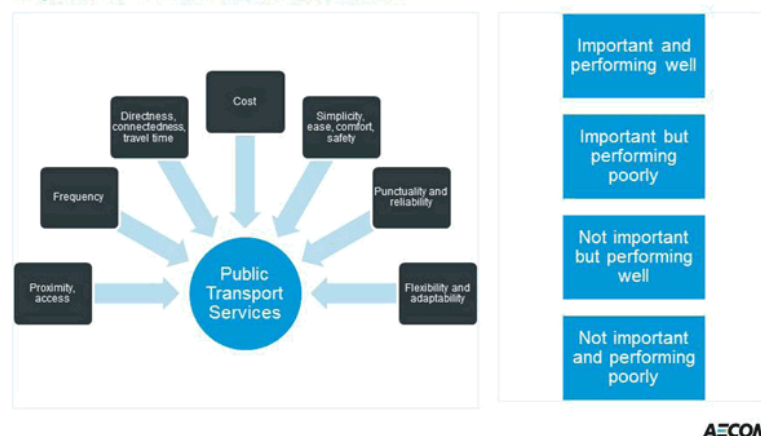 Cost
Directness,
connectedness,
travel time
Simplicity,
ease, comfort,
safety
Frequency
Punctuality and
reliability
Proximity,
access
Public
Transport
Services
Flexibility and
adaptability
Important and
performing well
Important but
performing
poorly
Not important
but performing
well
Not important
and performing
poorly